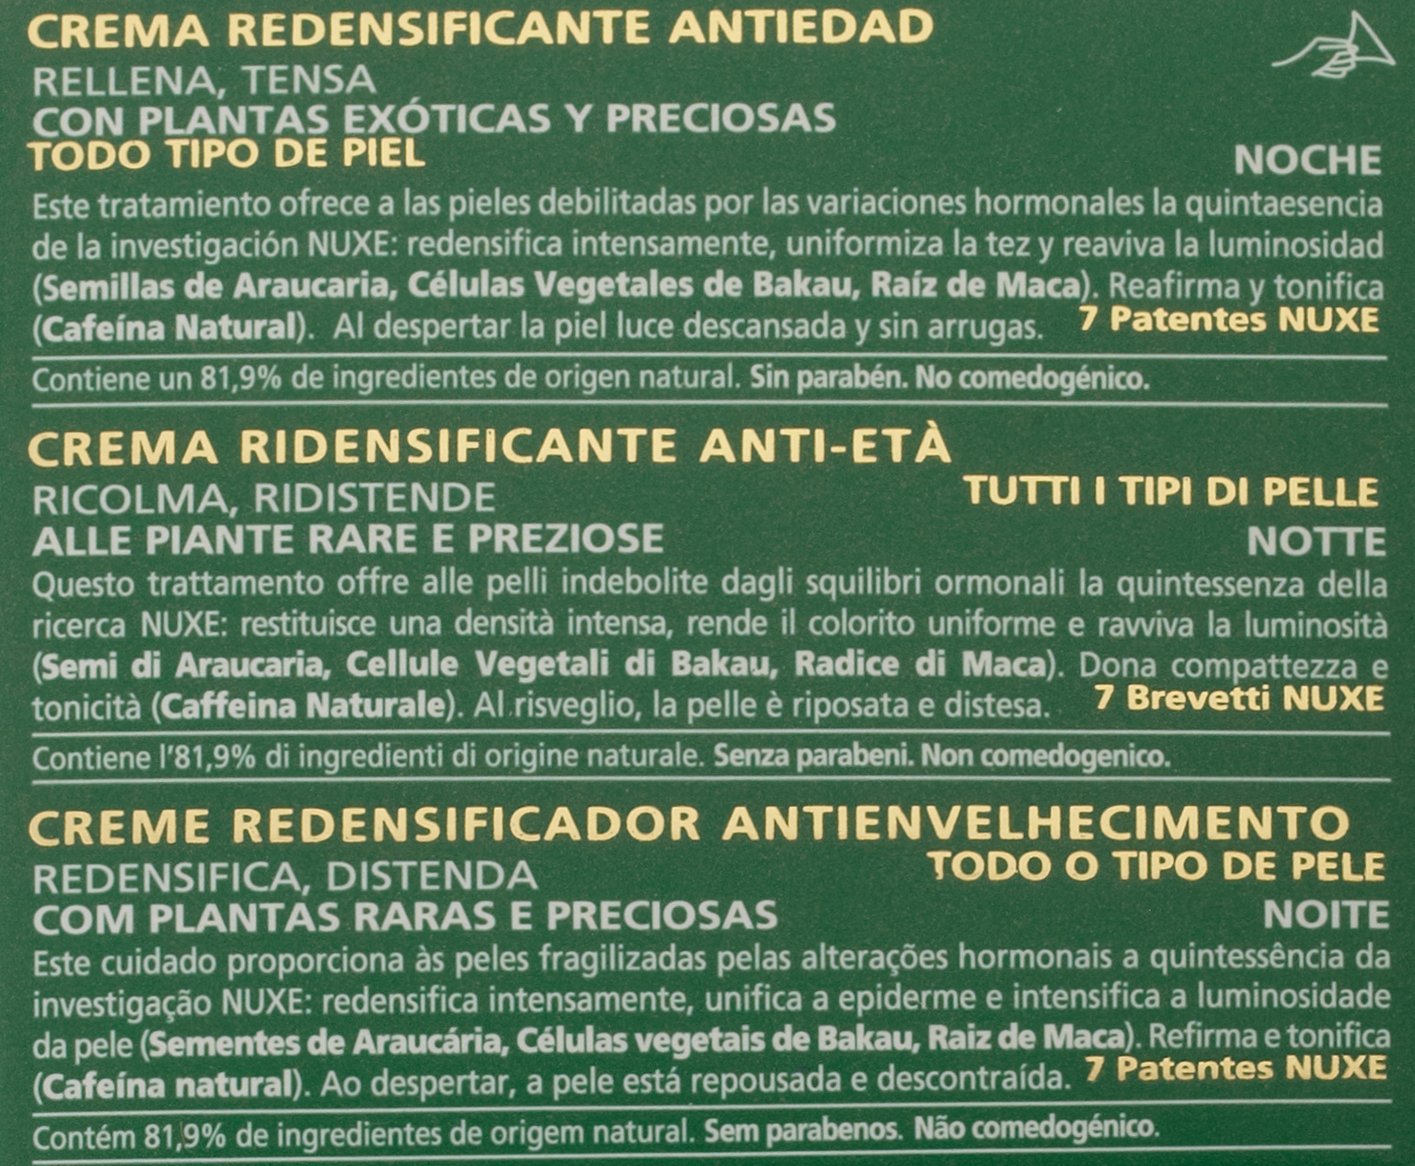 CREMA REDENSIFICANTE ANTIEDAD
RELLENA, TENSA
CON PLANTAS EXÓTICAS Y PRECIOSAS
TODO TIPO DE PIEL
NOCHE
Este tratamiento ofrece a las pieles debilitadas por las variaciones hormonales la quintaesencia
de la investigación NUXE: redensifica intensamente, uniformiza la tez y reaviva la luminosidad
(Semillas de Araucaria, Células Vegetales de Bakau, Raíz de Maca). Reafirma y tonifica
(Cafeína Natural). Al despertar la piel luce descansada y sin arrugas. 7 Patentes NUXE
Contiene un 81,9% de ingredientes de origen natural. Sin parabén. No comedogénico.
CREMA RIDENSIFICANTE ANTI-ETÀ
RICOLMA, RIDISTENDE TUTTI I TIPI DI PELLE
ALLE PIANTE RARE E PREZIOSE NOTTE
Questo trattamento offre alle pelli indebolite dagli squilibri ormonali la quintessenza della
ricerca NUXE: restituisce una densità intensa, rende il colorito uniforme e ravviva la luminosità
(Semi di Araucaria, Cellule Vegetali di Bakau, Radice di Maca). Dona compattezza e
tonicità (Caffeina Naturale). Al risveglio, la pelle è riposata e distesa. 7 Brevetti NUXE
Contiene l'81,9% di ingredienti di origine naturale. Senza parabeni. Non comedogenico.
CREME REDENSIFICADOR ANTIENVELHECIMENTO
REDENSIFICA, DISTENDA TODO O TIPO DE PELE
COM PLANTAS RARAS E PRECIOSAS NOITE
Este cuidado proporciona às peles fragilizadas pelas alterações hormonais a quintessência da
investigação NUXE: redensifica intensamente, unifica a epiderme e intensifica a luminosidade
da pele (Sementes de Araucária, Células vegetais de Bakau, Raiz de Maca). Refirma e tonifica
(Cafeína natural). Ao despertar, a pele está repousada e descontraída. 7 Patentes NUXE
Contém 81,9% de ingredientes de origem natural. Sem parabenos. Não comedogénico.